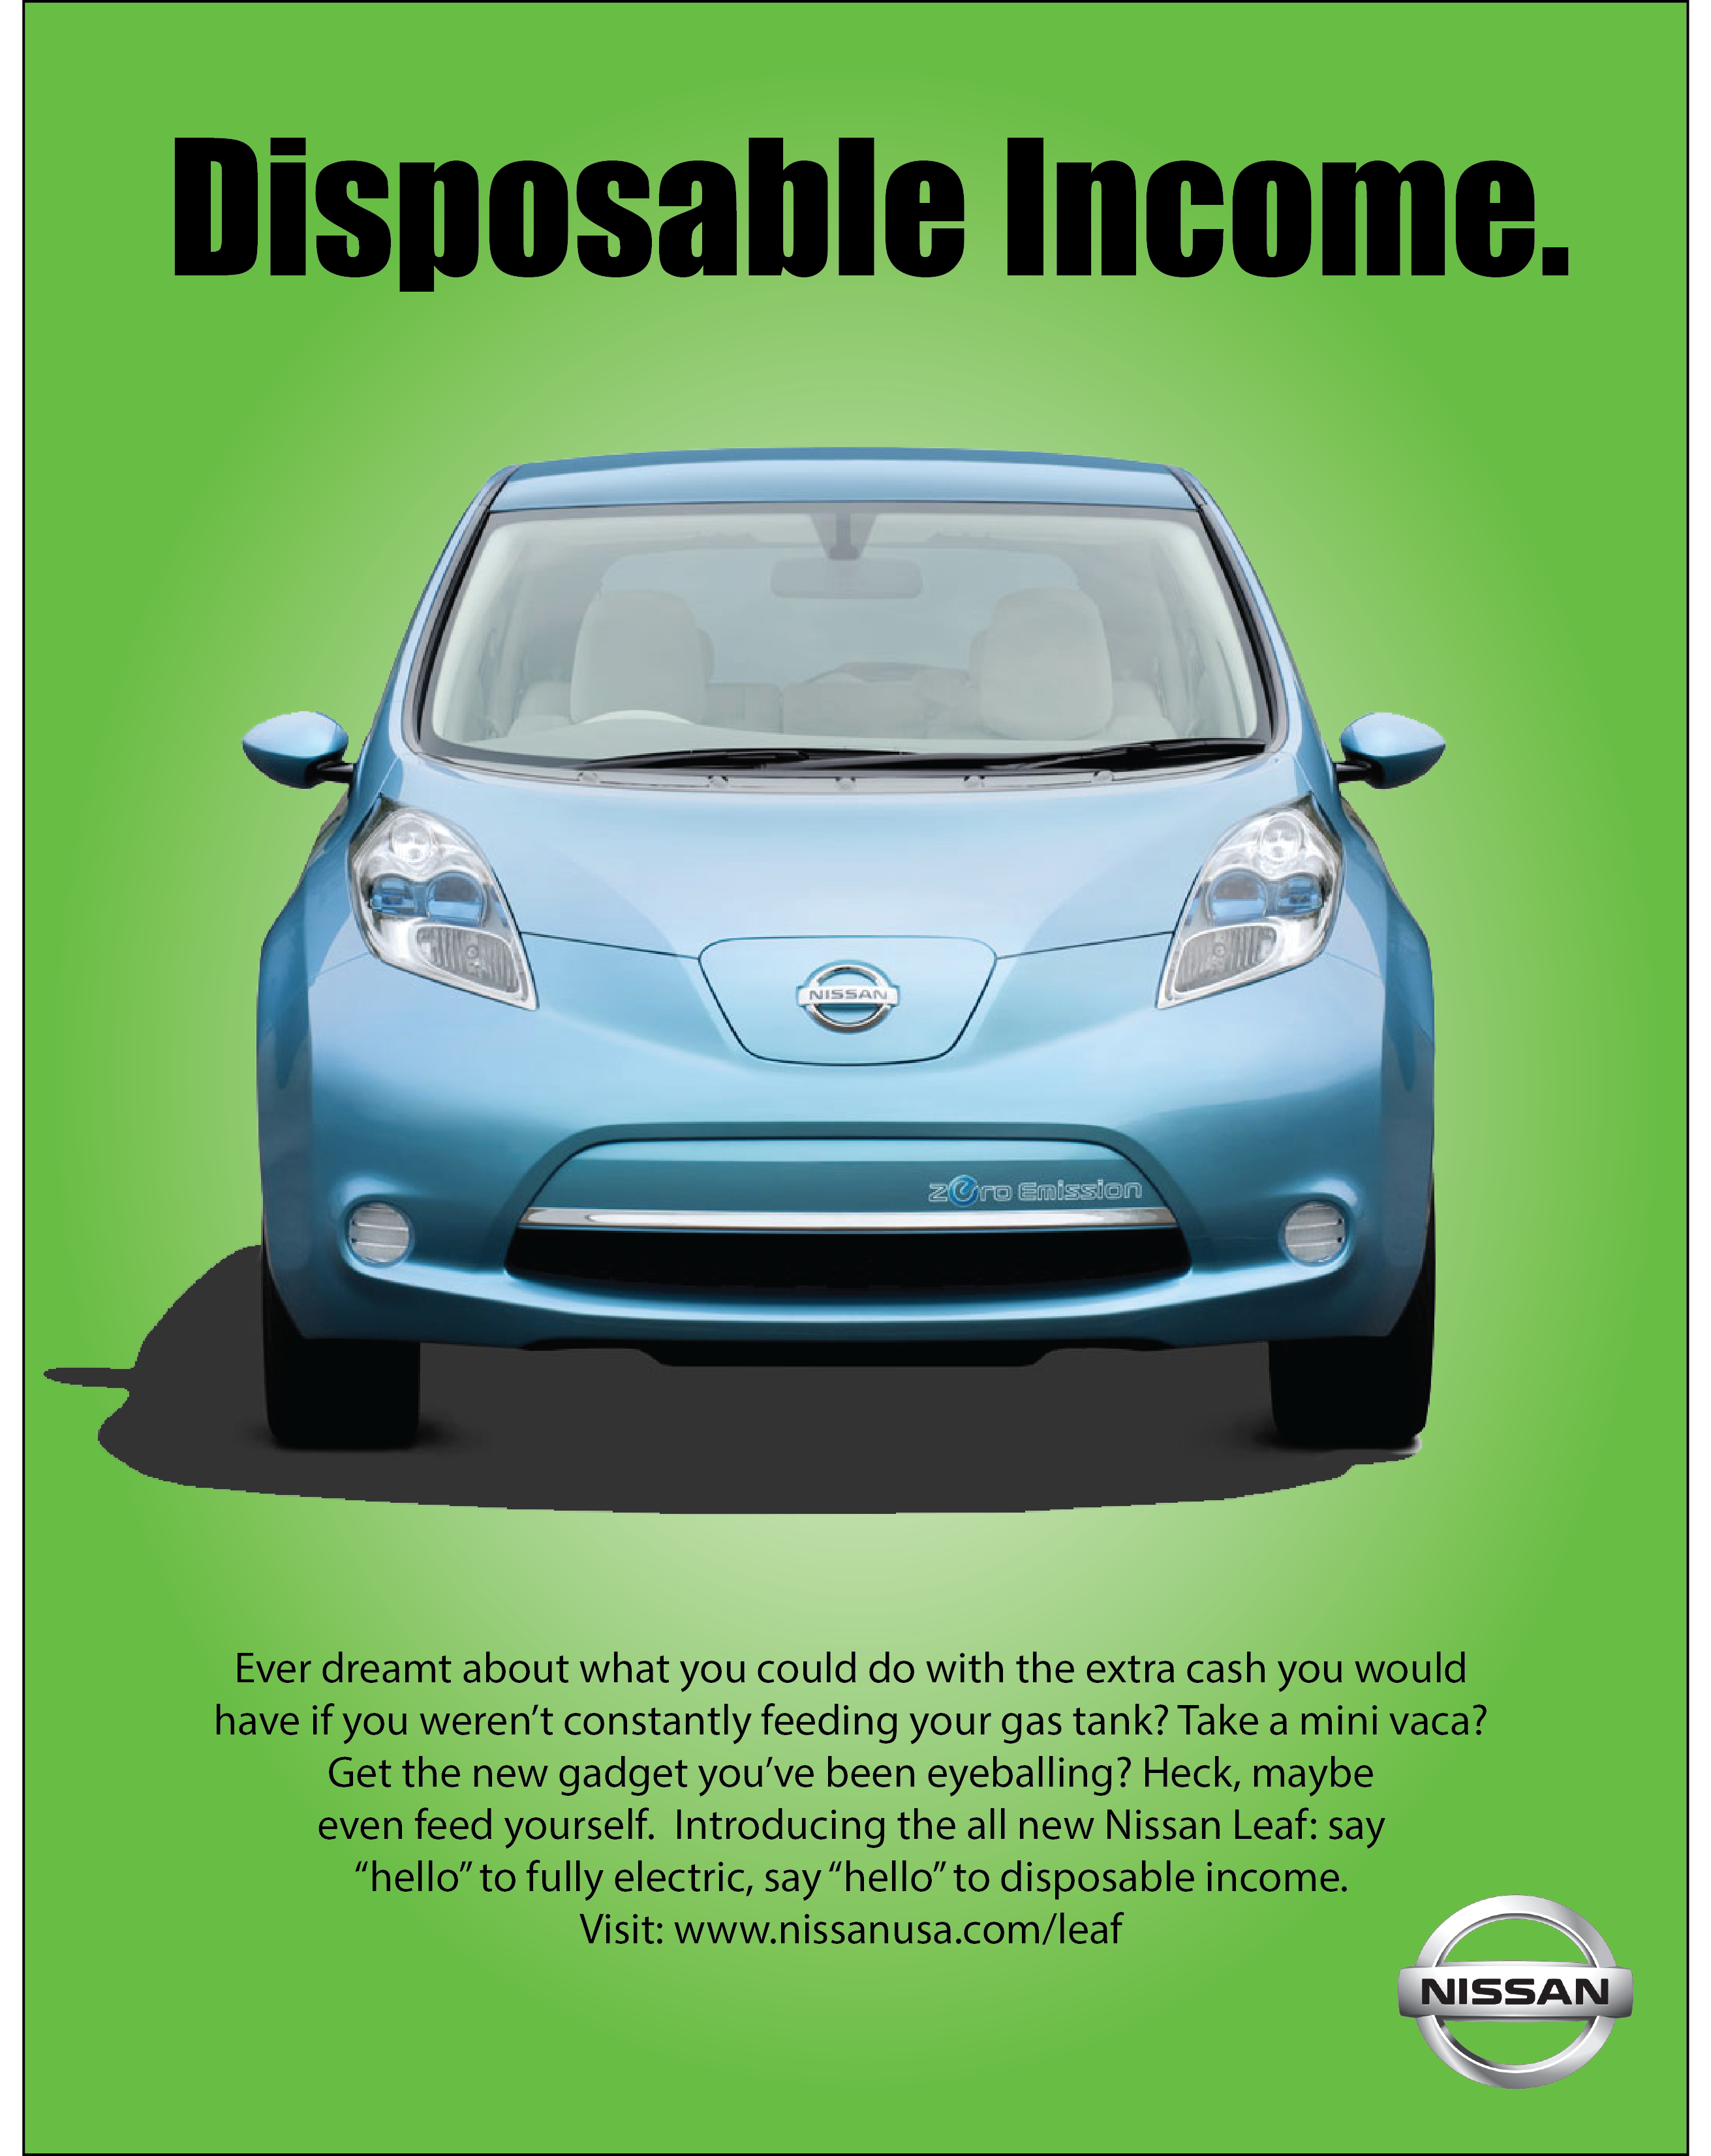 Disposable Income.
NISSAN
zero Emission
Ever dreamt about what you could do with the extra cash you would
have if you weren’t constantly feeding your gas tank? Take a mini vaca?
Get the new gadget you’ve been eyeballing? Heck, maybe
even feed yourself.  Introducing the all new Nissan Leaf: say
“hello” to fully electric, say “hello” to disposable income.
Visit: www.nissanusa.com/leaf
NISSAN